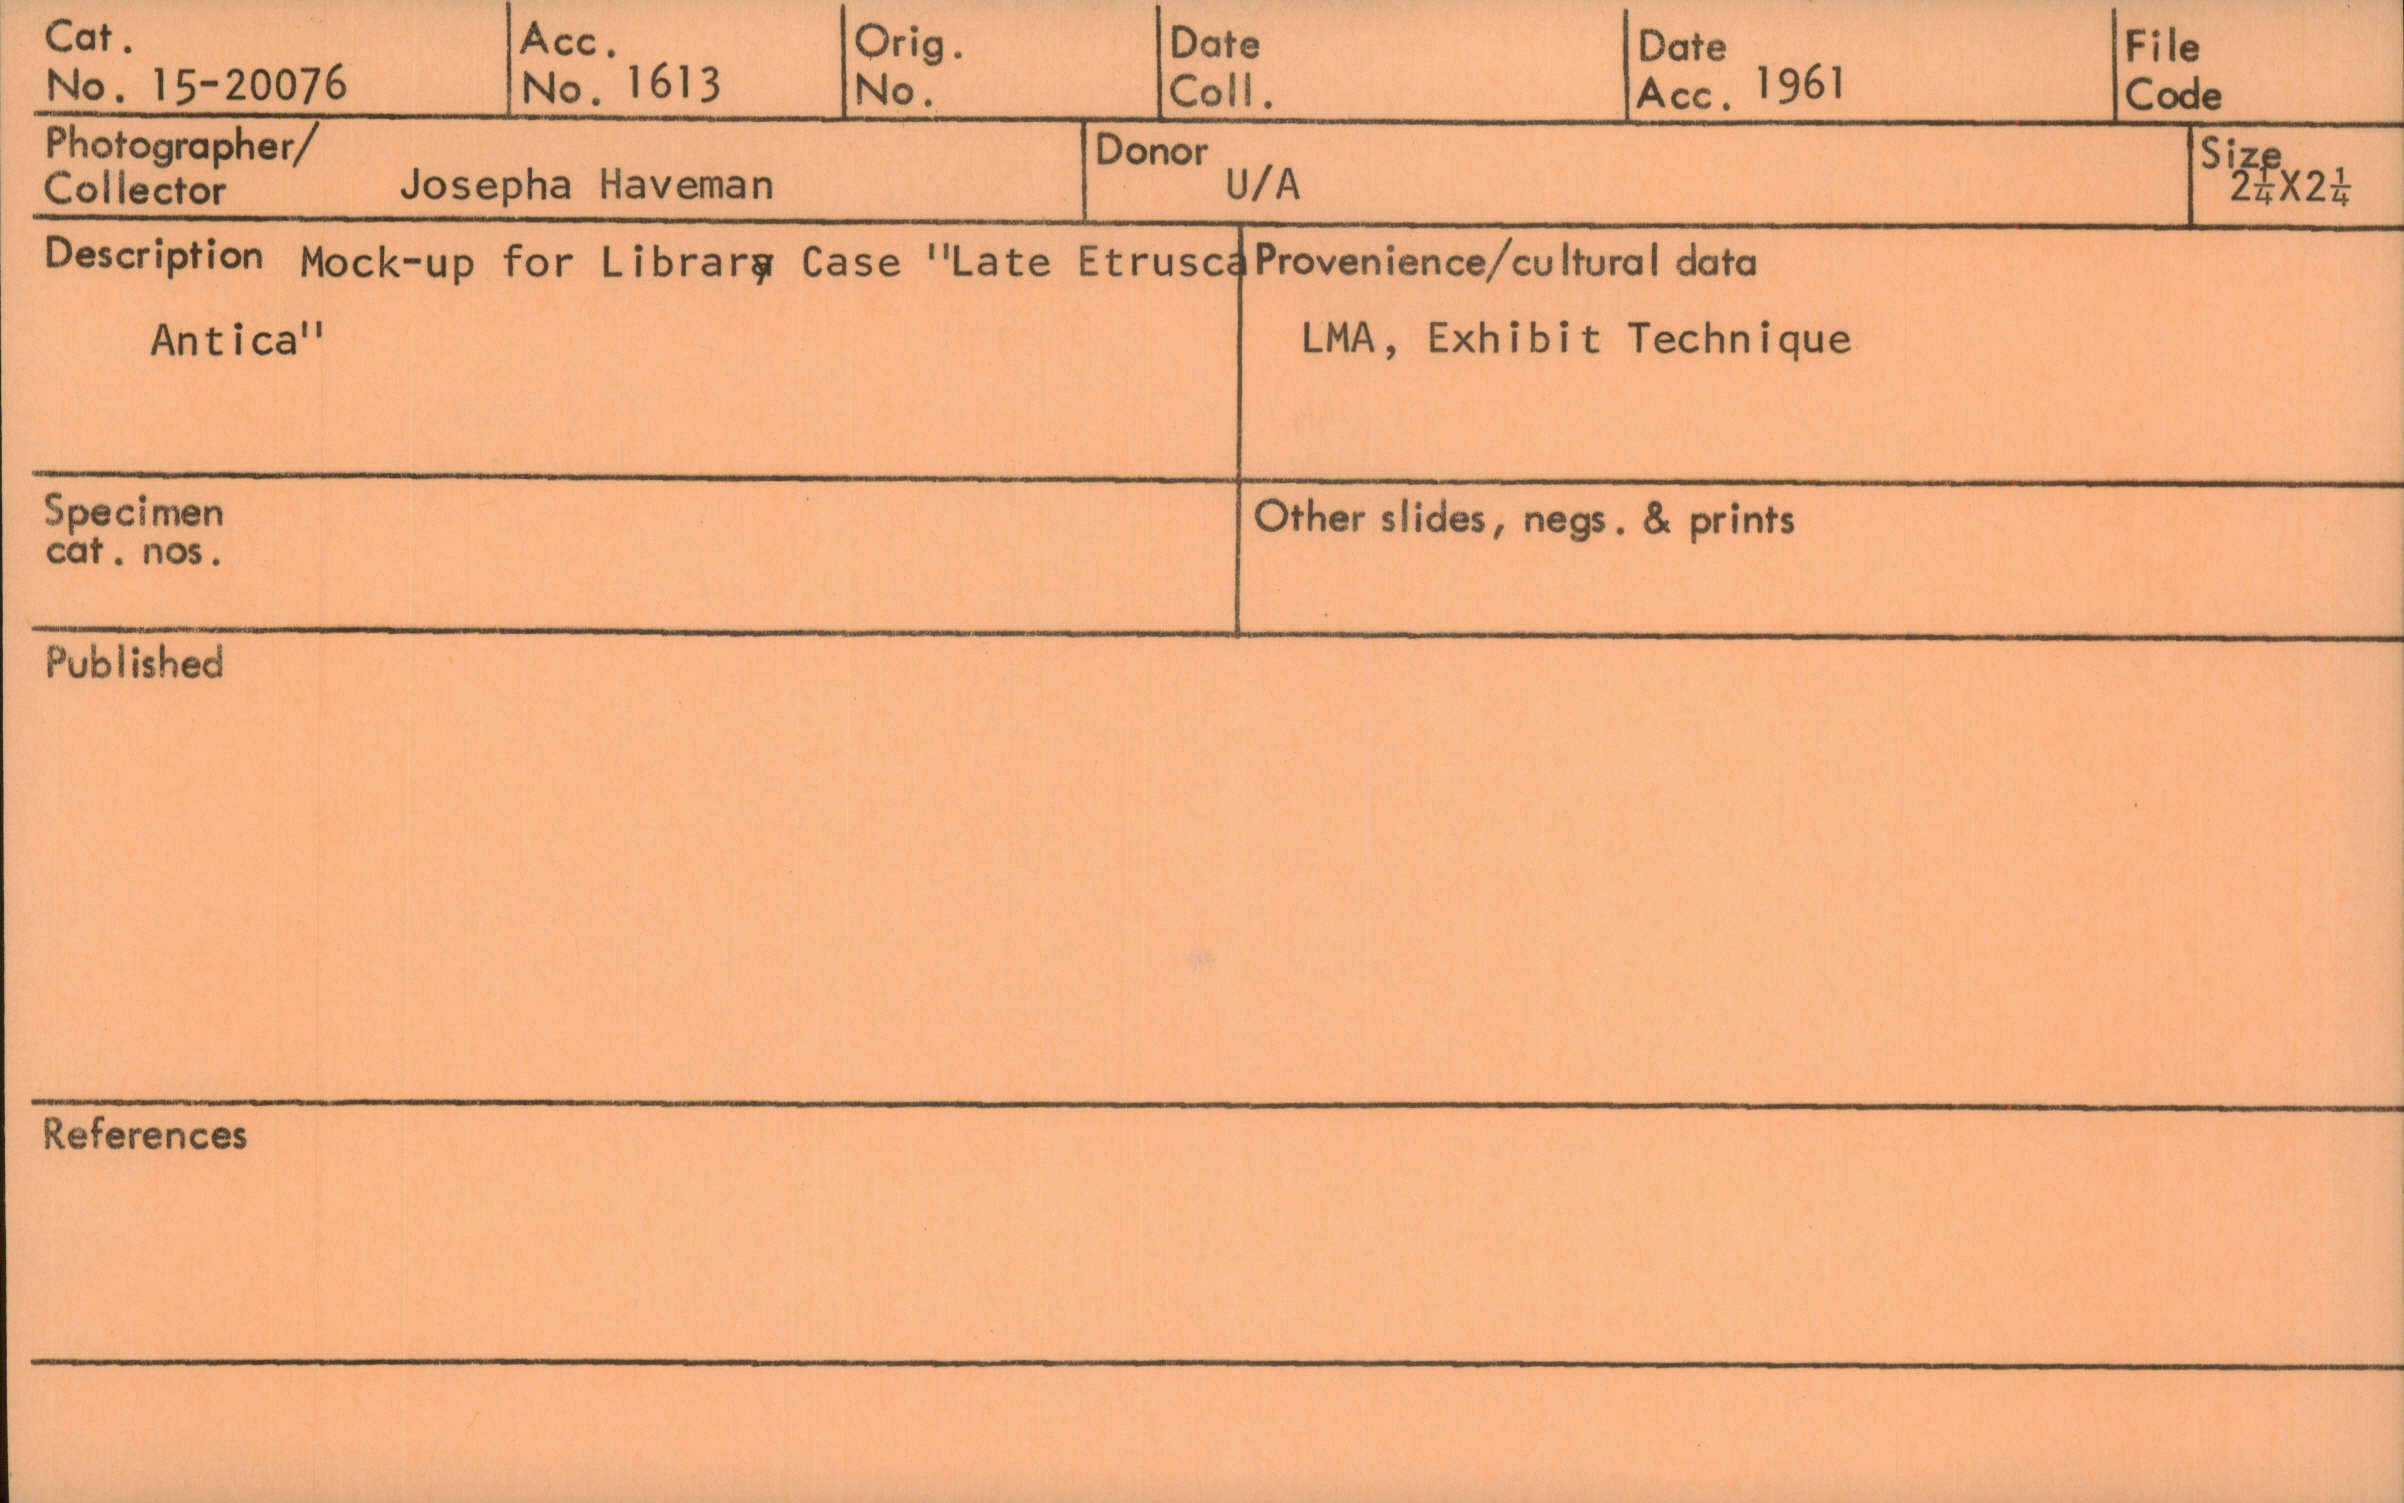 Cat. No. 15-20076
Acc. No. 1613
Orig. No.
Date Coll.
Date Acc. 1961
File Code
Photographer/
Collector Josepha Haveman
Donor U/A
Size 2¼X2¼
Description Mock-up for Library Case "Late Etrusca
Antica"
Provenience/cultural data
LMA, Exhibit Technique
Specimen
cat. nos.
Other slides, negs. & prints
Published
References